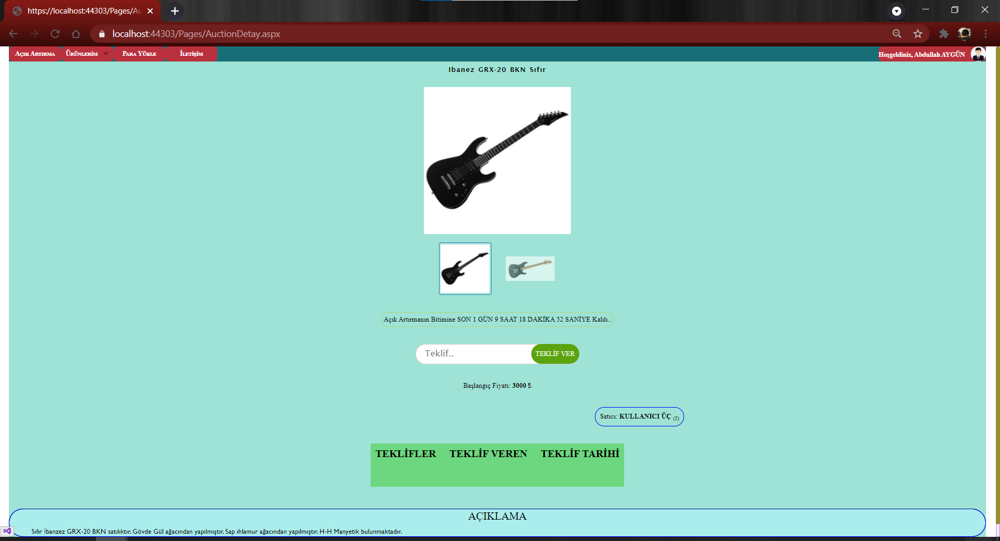 https://localhost:44303/Pages/Au
localhost:44303/Pages/AuctionDetay.aspx
Açık Artırma Ürünlerim Para Yükle İletişim Hoşgeldiniz, Abdullah AYGÜN
Ibanez GRX-20 BKN Sıfır
Açık Artırmanın Bitimine SON 1 GÜN 9 SAAT 18 DAKİKA 52 SANİYE Kaldı..
Teklif.. TEKLİF VER
Başlangıç Fiyatı: 3000 ₺
Satıcı: KULLANICI ÜÇ (5)
TEKLİFLER TEKLİF VEREN TEKLİF TARİHİ
AÇIKLAMA
Sıfır İbanzez GRX-20 BKN satılıktır. Gövde Gül ağacından yapılmıştır. Sap ıhlamur ağacından yapılmıştır. H-H Manyetik bulunmaktadır.